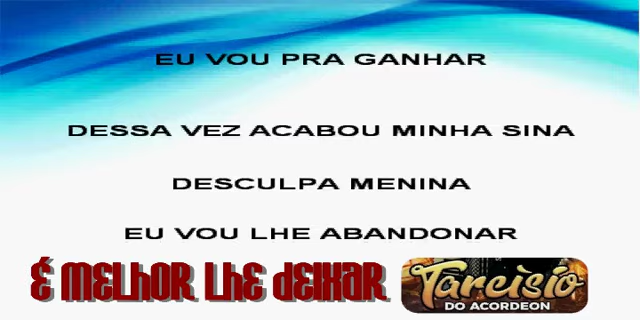 EU VOU PRA GANHAR
DESSA VEZ ACABOU MINHA SINA
DESCULPA MENINA
EU VOU LHE ABANDONAR
É MELHOR LHE DEIXAR
Tarcisio
DO ACORDEON